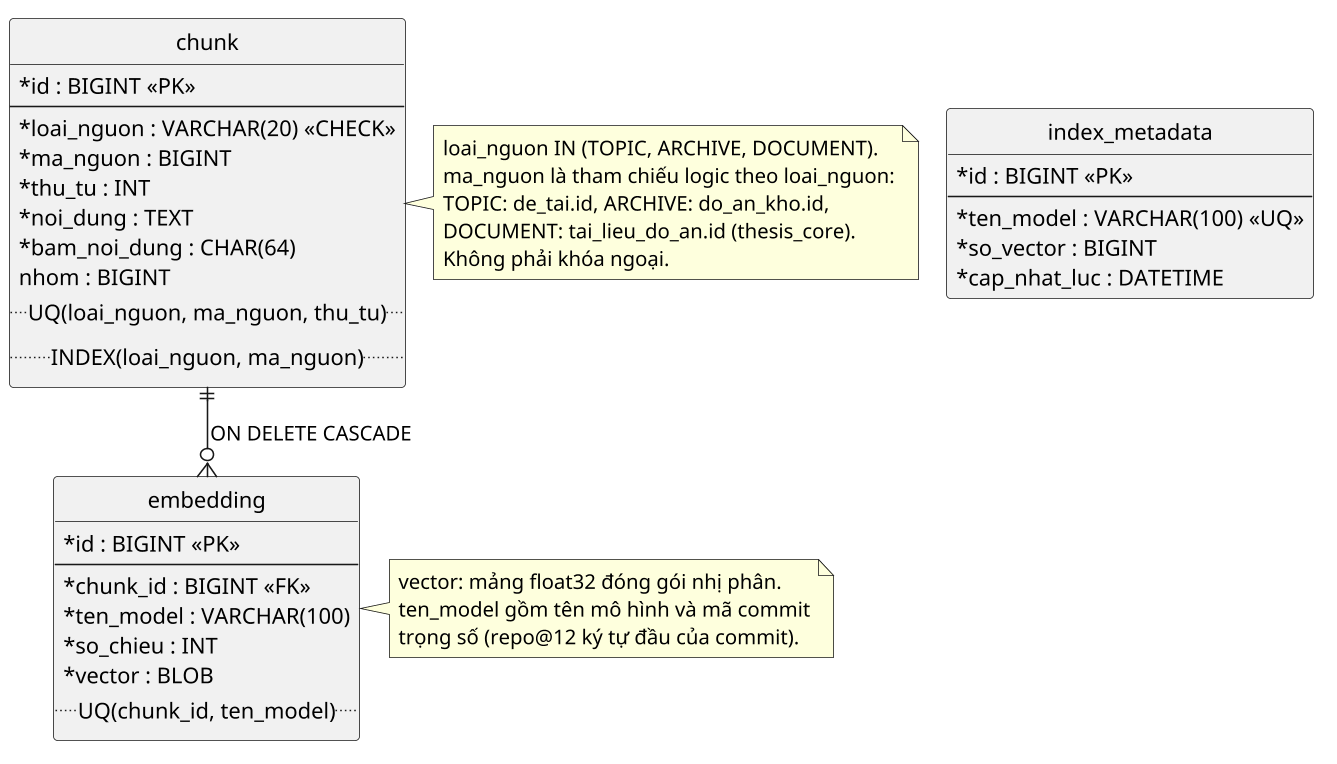 chunk
*id : BIGINT «PK»
*loai_nguon : VARCHAR(20) «CHECK»
*ma_nguon : BIGINT
*thu_tu : INT
*noi_dung : TEXT
*bam_noi_dung : CHAR(64)
nhom : BIGINT
UQ(loai_nguon, ma_nguon, thu_tu)
INDEX(loai_nguon, ma_nguon)
loai_nguon IN (TOPIC, ARCHIVE, DOCUMENT).
ma_nguon là tham chiếu logic theo loai_nguon:
TOPIC: de_tai.id, ARCHIVE: do_an_kho.id,
DOCUMENT: tai_lieu_do_an.id (thesis_core).
Không phải khóa ngoại.
index_metadata
*id : BIGINT «PK»
*ten_model : VARCHAR(100) «UQ»
*so_vector : BIGINT
*cap_nhat_luc : DATETIME
ON DELETE CASCADE
embedding
*id : BIGINT «PK»
*chunk_id : BIGINT «FK»
*ten_model : VARCHAR(100)
*so_chieu : INT
*vector : BLOB
UQ(chunk_id, ten_model)
vector: mảng float32 đóng gói nhị phân.
ten_model gồm tên mô hình và mã commit
trọng số (repo@12 ký tự đầu của commit).